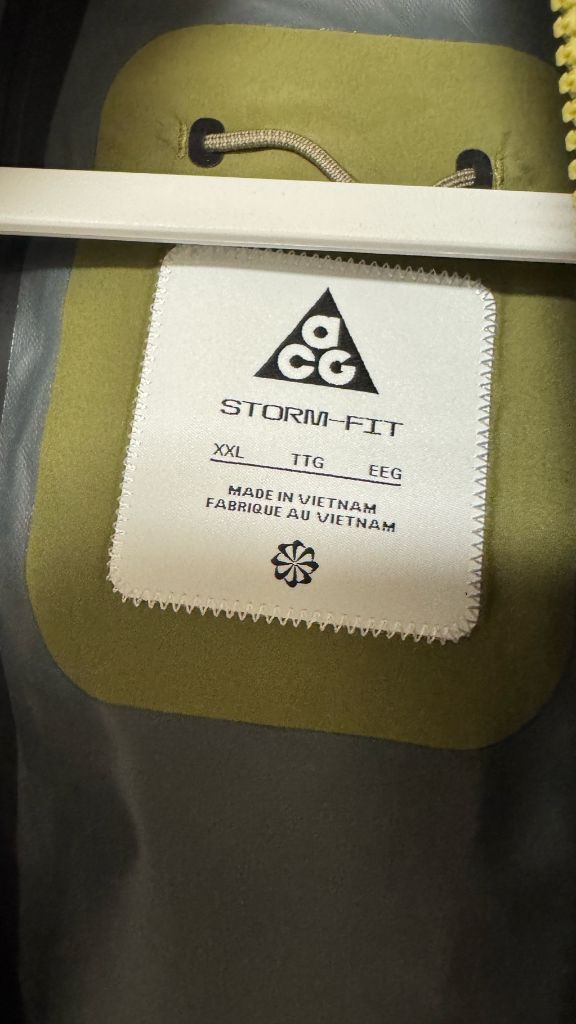 aCG
STORM-FIT
XXL TTG EEG
MADE IN VIETNAM
FABRIQUE AU VIETNAM